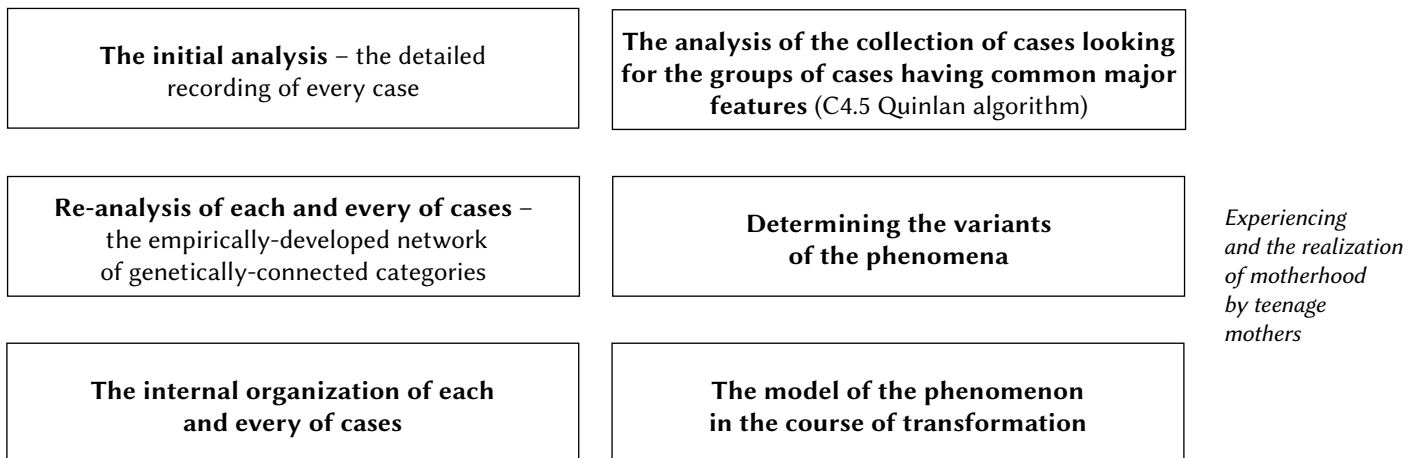 The initial analysis – the detailed
recording of every case
The analysis of the collection of cases looking
for the groups of cases having common major
features (C4.5 Quinlan algorithm)
Re-analysis of each and every of cases –
the empirically-developed network
of genetically-connected categories
Determining the variants
of the phenomena
Experiencing
and the realization
of motherhood
by teenage
mothers
The internal organization of each
and every of cases
The model of the phenomenon
in the course of transformation